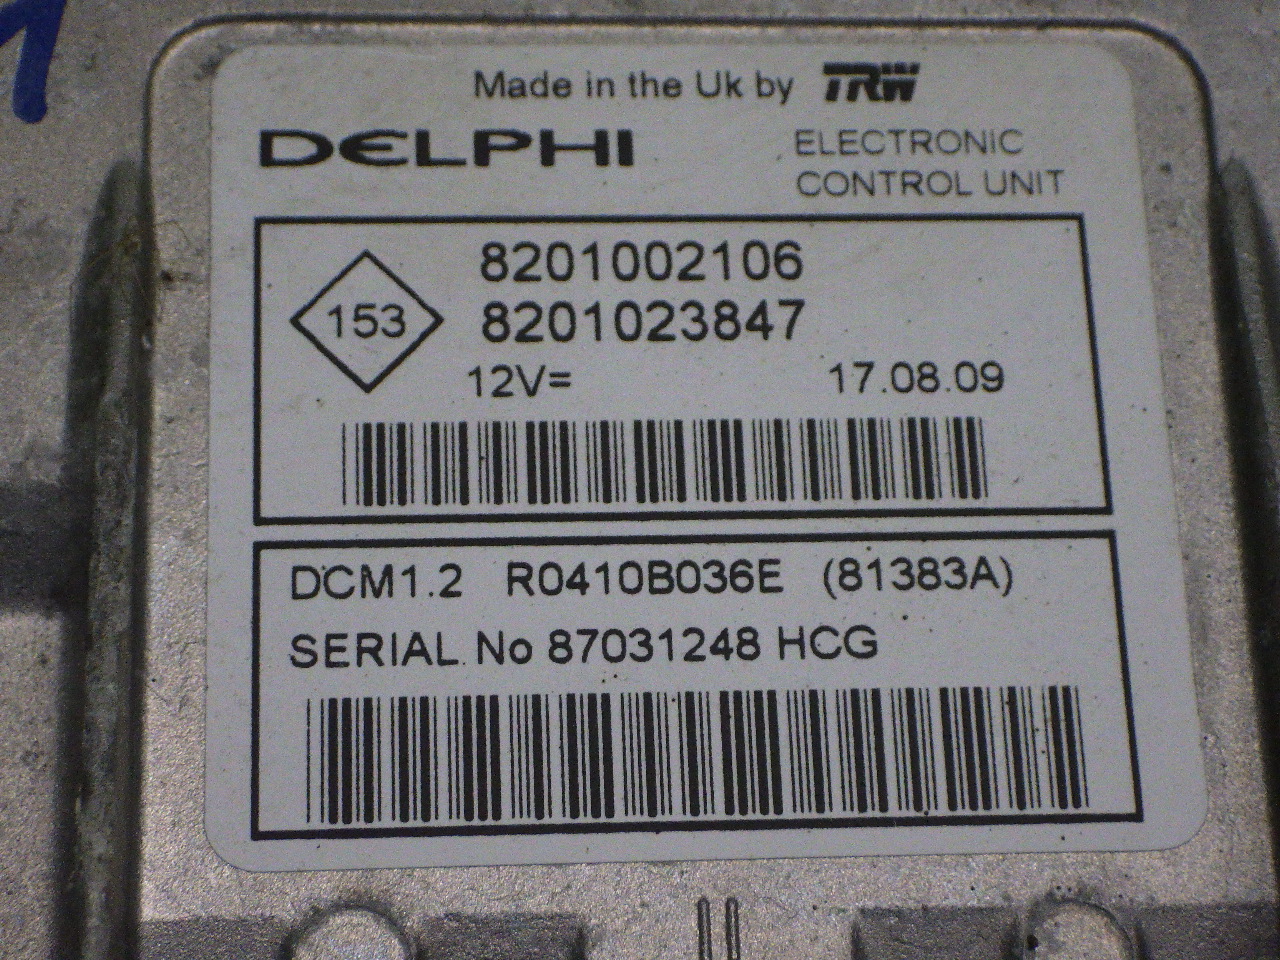 Made in the Uk by TRW
DELPHI
ELECTRONIC
CONTROL UNIT
8201002106
153
8201023847
12V=
17.08.09
DCM1.2 R0410B036E (81383A)
SERIAL No 87031248 HCG